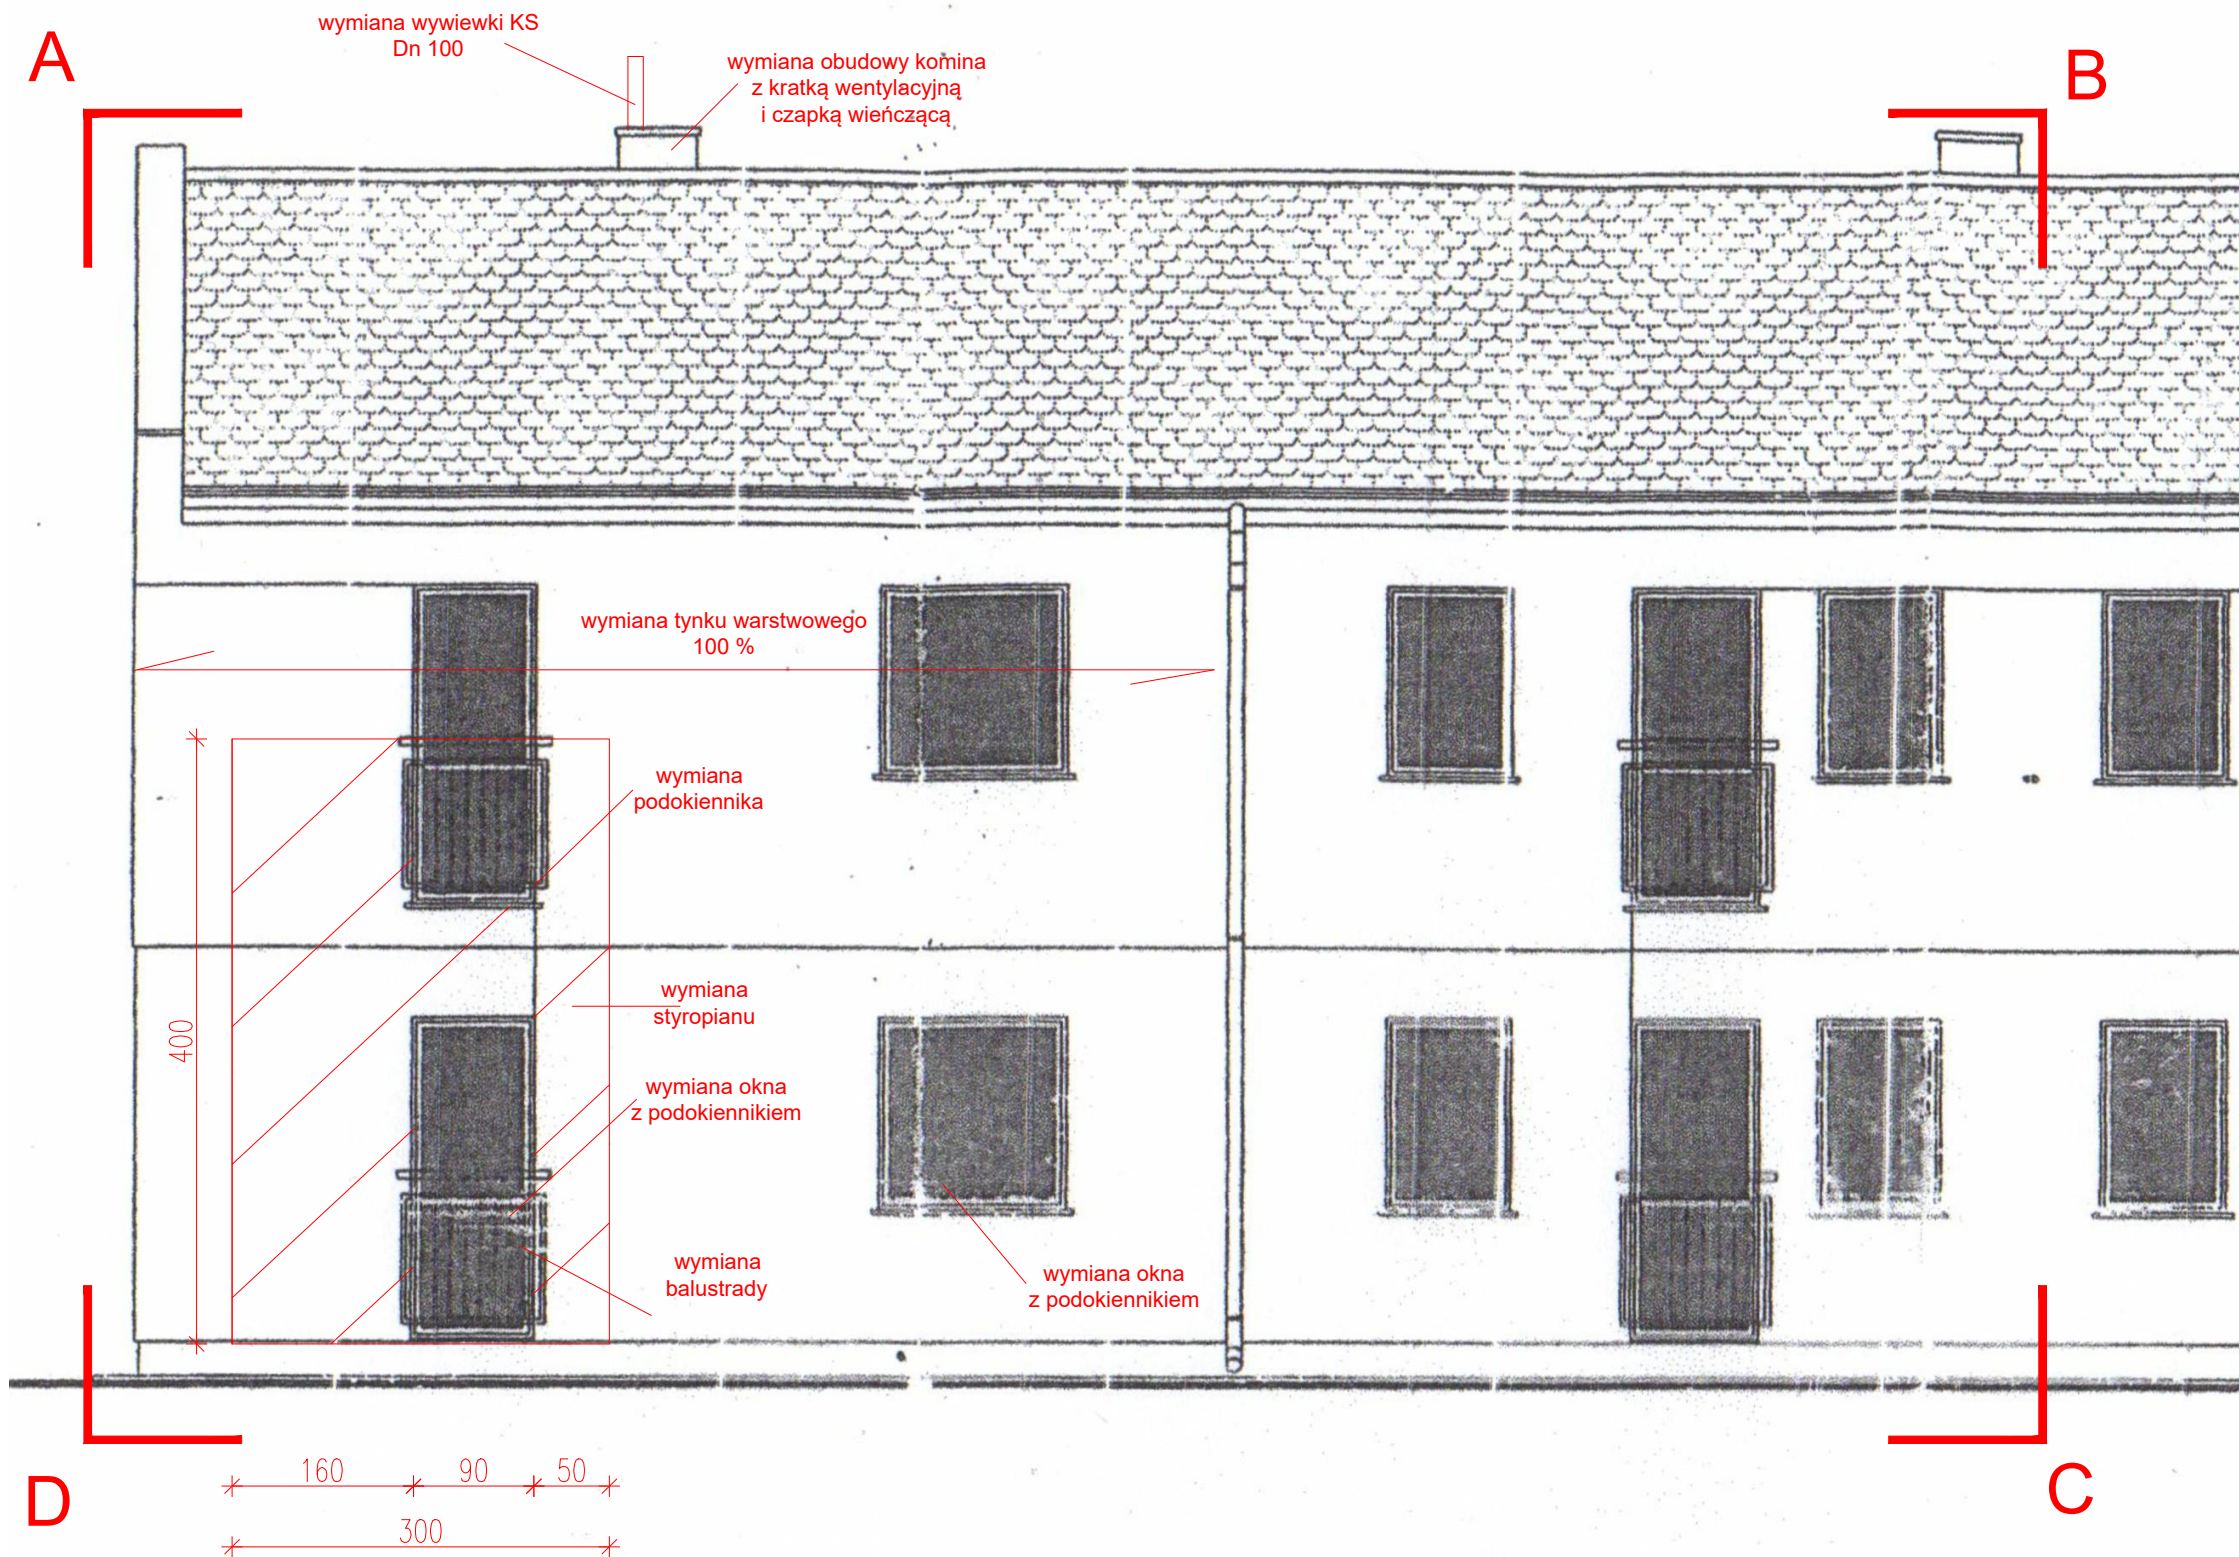 wymiana wywiewki KS
Dn 100
A
wymiana obudowy komina
z kratką wentylacyjną
i czapką wieńczącą
B
wymiana tynku warstwowego
100 %
wymiana
podokiennika
400
wymiana
styropianu
wymiana okna
z podokiennikiem
wymiana
balustrady
wymiana okna
z podokiennikiem
D
160
90
50
C
300